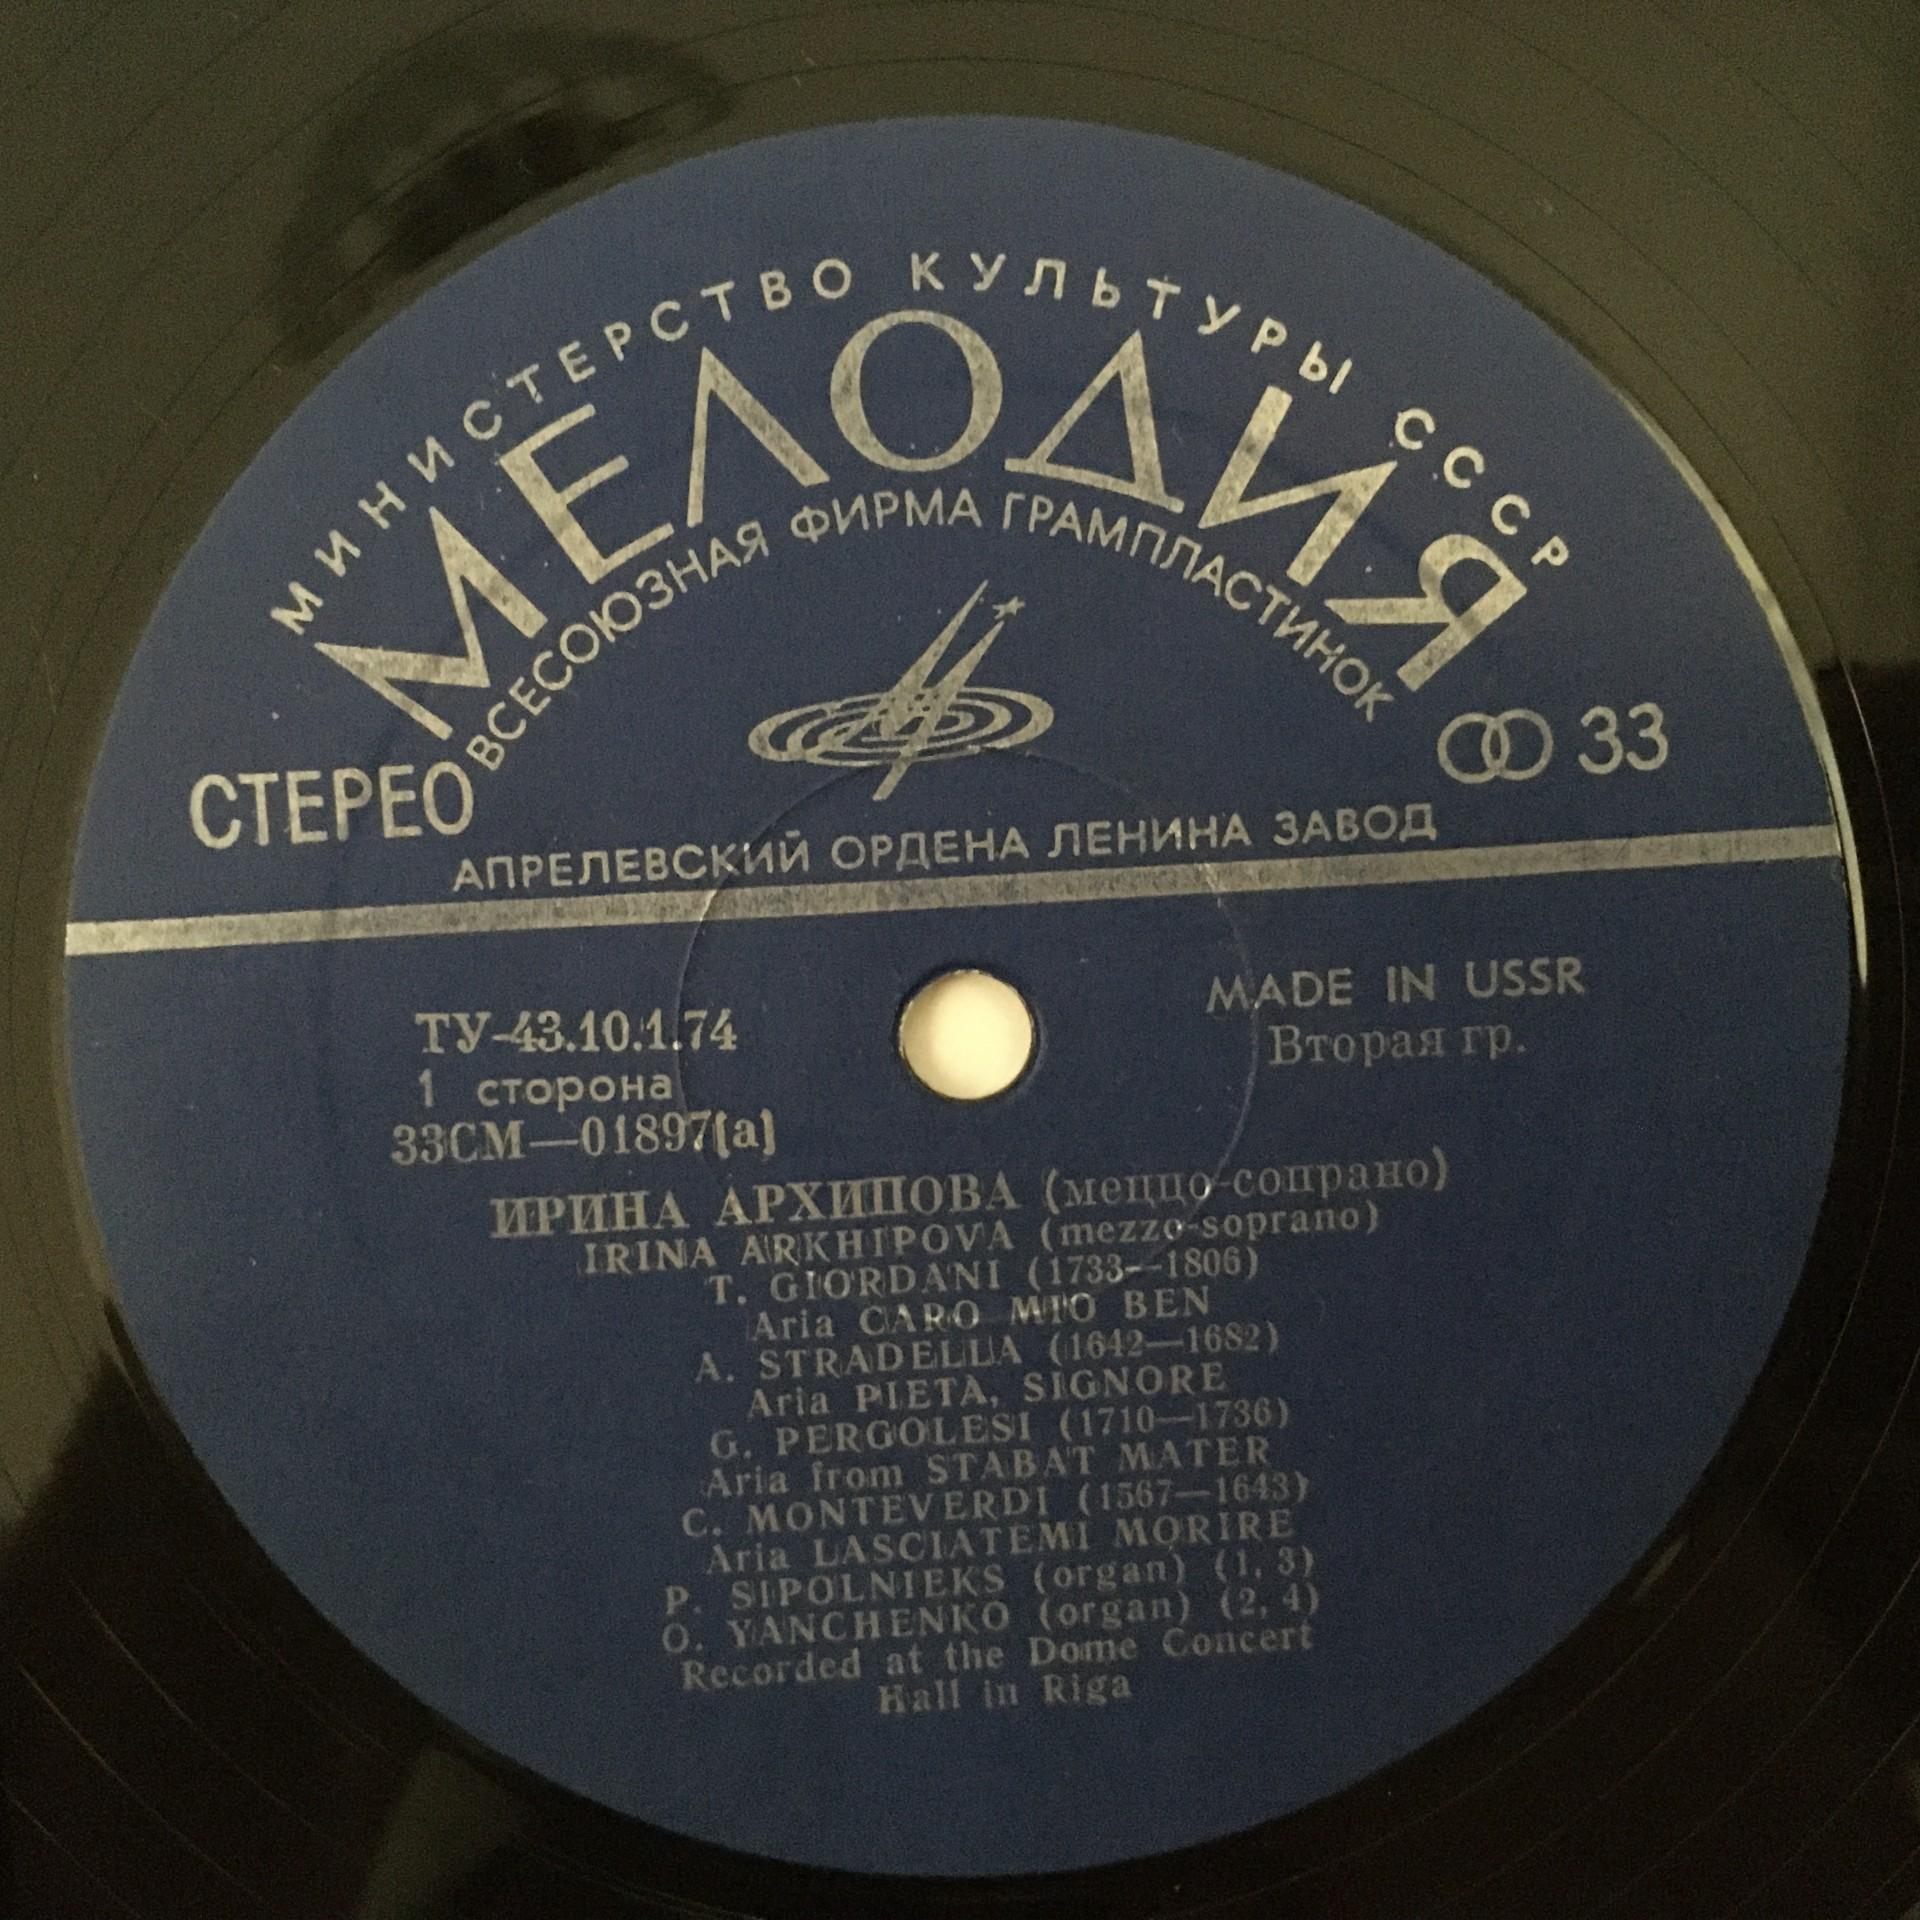 МИНИСТЕРСТВО КУЛЬТУРЫ СССР
МЕЛОДИЯ
ВСЕСОЮЗНАЯ ФИРМА ГРАМПЛАСТИНОК
СТЕРЕО
33
АПРЕЛЕВСКИЙ ОРДЕНА ЛЕНИНА ЗАВОД
ТУ-43.10.1.74
1 сторона
33СМ—01897(а)
MADE IN USSR
Вторая гр.
ИРИНА АРХИПОВА (меццо-сопрано)
IRINA ARKHIPOVA (mezzo-soprano)
T. GIORDANI (1733—1806)
Aria CARO MIO BEN
A. STRADELLA (1642—1682)
Aria PIETÀ, SIGNORE
G. PERGOLESI (1710—1736)
Aria from STABAT MATER
C. MONTEVERDI (1567—1643)
Aria LASCIATEMI MORIRE
P. SIPOLNIEKS (organ) (1, 3)
O. YANCHENKO (organ) (2, 4)
Recorded at the Dome Concert
Hall in Riga